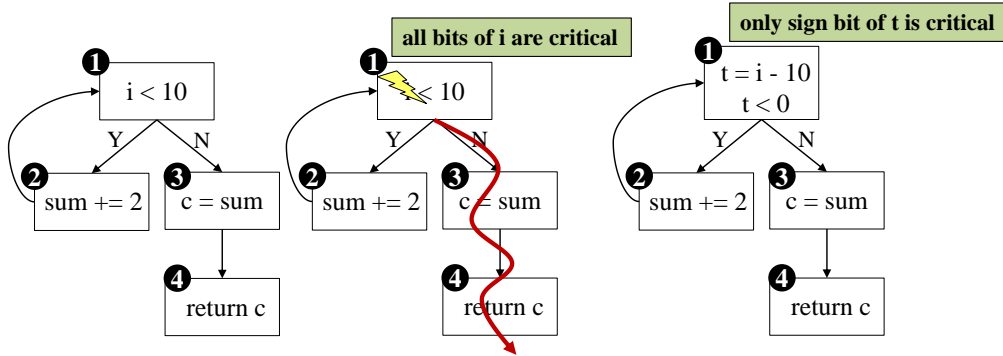 1
i < 10
Y
N
2
sum += 2
3
c = sum
4
return c
all bits of i are critical
1
< 10
Y
N
2
sum += 2
3
c = sum
4
return c
only sign bit of t is critical
1
t = i - 10
t < 0
Y
N
2
sum += 2
3
c = sum
4
return c